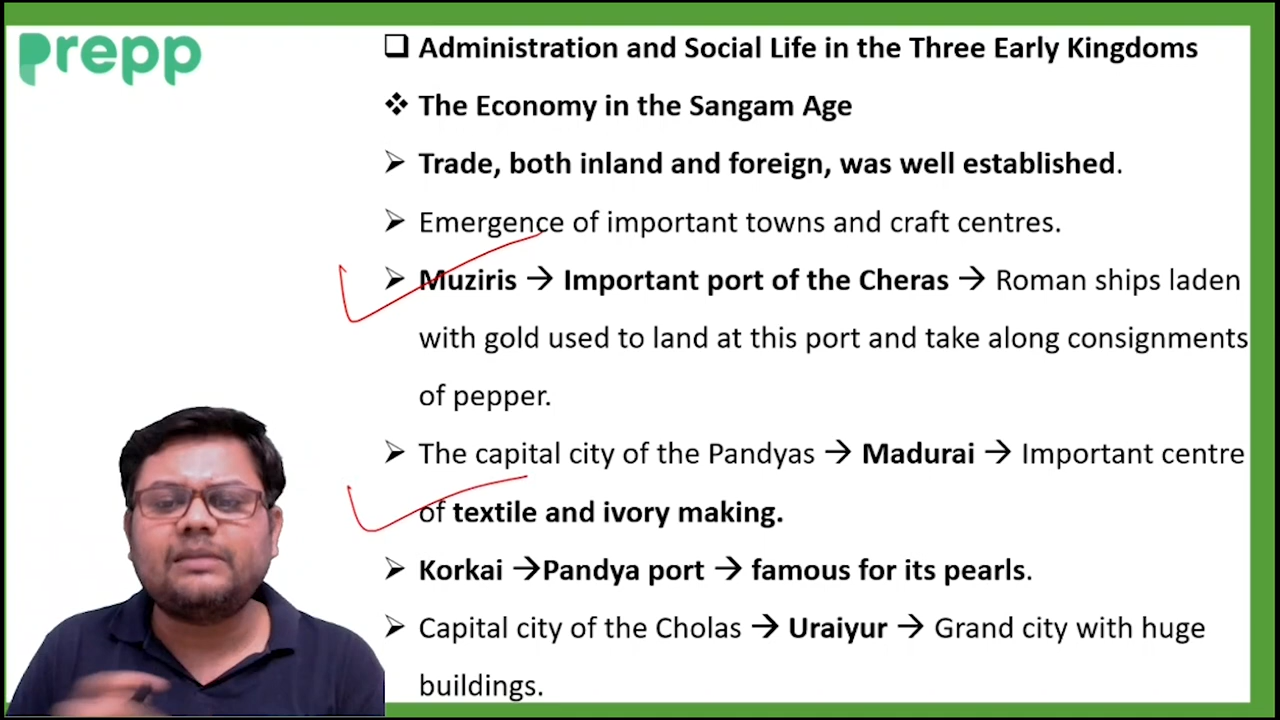 prepp
❑ Administration and Social Life in the Three Early Kingdoms
❖ The Economy in the Sangam Age
➢ Trade, both inland and foreign, was well established.
➢ Emergence of important towns and craft centres.
➢ Muziris → Important port of the Cheras → Roman ships laden
with gold used to land at this port and take along consignments
of pepper.
➢ The capital city of the Pandyas → Madurai → Important centre
of textile and ivory making.
➢ Korkai →Pandya port → famous for its pearls.
➢ Capital city of the Cholas → Uraiyur → Grand city with huge
buildings.